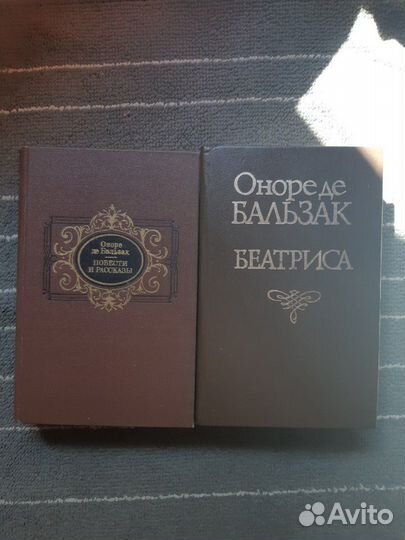 Оноре
де Бальзак
ПОВЕСТИ
И РАССКАЗЫ
Оноре де
БАЛЬЗАК
БЕАТРИСА
Avito